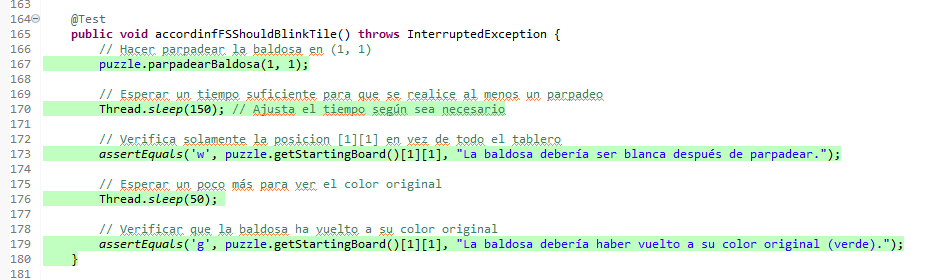 163
164 @Test
165 public void accordinfFSShouldBlinkTile() throws InterruptedException {
166 // Hacer parpadear la baldosa en (1, 1)
167 puzzle.parpadearBaldosa(1, 1);
168
169 // Esperar un tiempo suficiente para que se realice al menos un parpadeo
170 Thread.sleep(150); // Ajusta el tiempo según sea necesario
171
172 // Verifica solamente la posicion [1][1] en vez de todo el tablero
173 assertEquals('w', puzzle.getStartingBoard()[1][1], "La baldosa debería ser blanca después de parpadear.");
174
175 // Esperar un poco más para ver el color original
176 Thread.sleep(50);
177
178 // Verificar que la baldosa ha vuelto a su color original
179 assertEquals('g', puzzle.getStartingBoard()[1][1], "La baldosa debería haber vuelto a su color original (verde).");
180 }
181